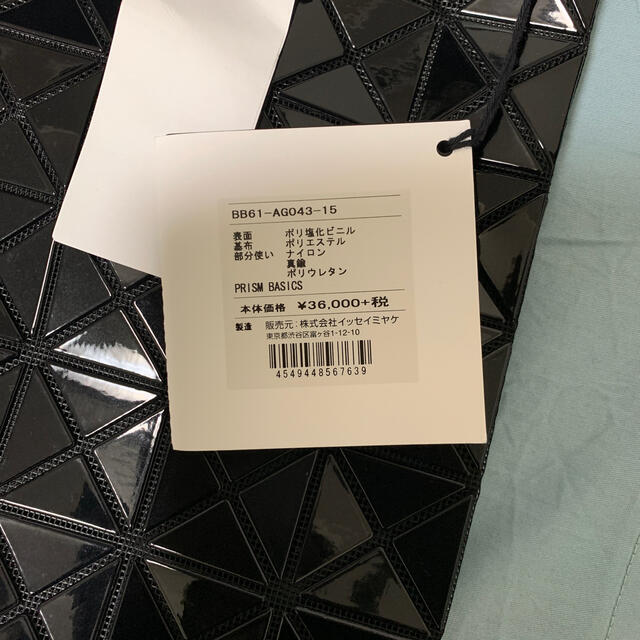 BB61-AG043-15
表面 ポリ塩化ビニル
基布 ポリエステル
部分使い ナイロン
真鍮
ポリウレタン
PRISM BASICS
本体価格 ¥36,000+税
製造 販売元:株式会社イッセイミヤケ
東京都渋谷区富ヶ谷1-12-10
4549448567639